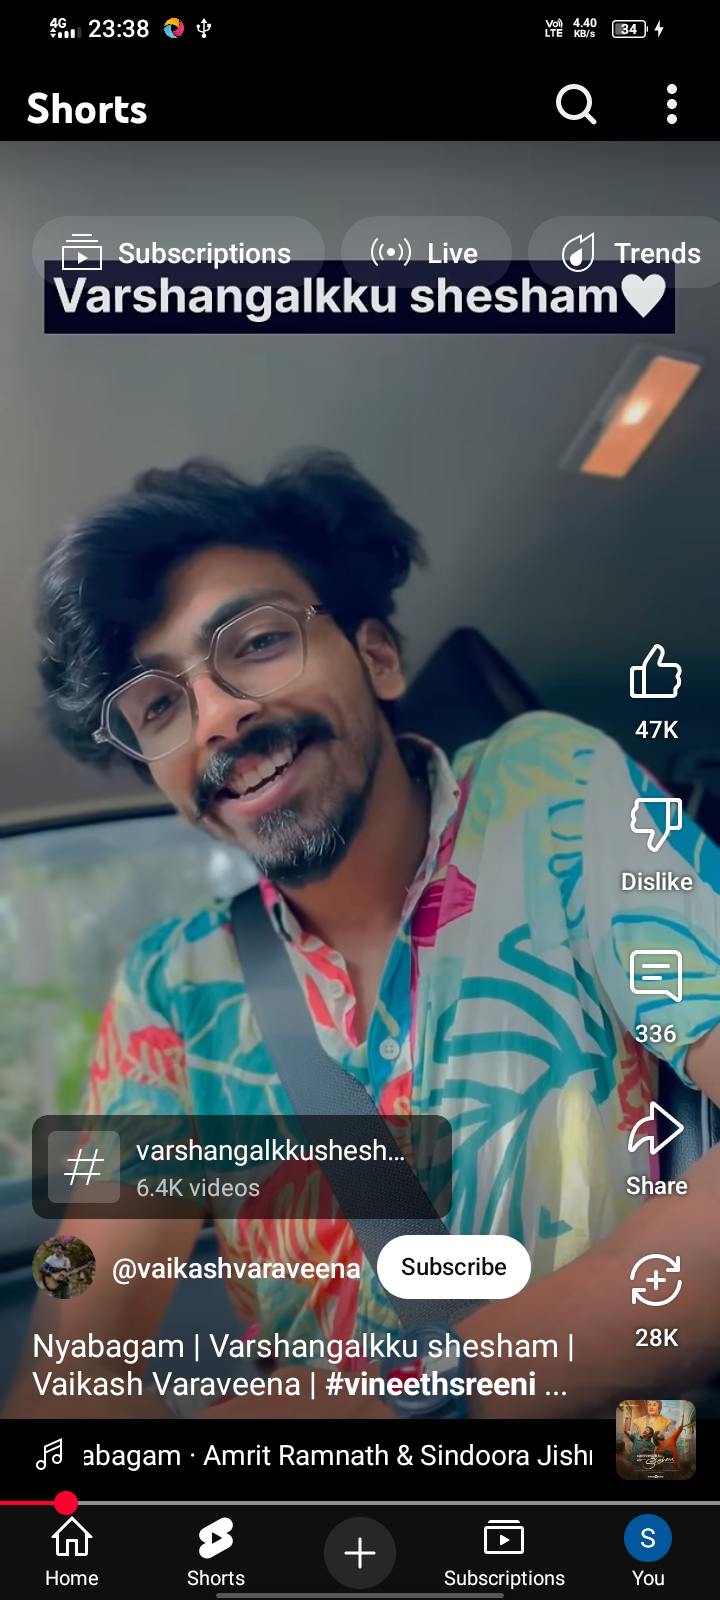 4G 23:38 Vo) LTE 4.40 KB/s 34
Shorts
Subscriptions Live Trends
Varshangalkku shesham🤍
47K
Dislike
336
varshangalkkushesh...
6.4K videos
Share
@vaikashvaraveena Subscribe
28K
Nyabagam | Varshangalkku shesham |
Vaikash Varaveena | #vineethsreeni ...
abagam · Amrit Ramnath & Sindoora Jish
Home Shorts Subscriptions S You